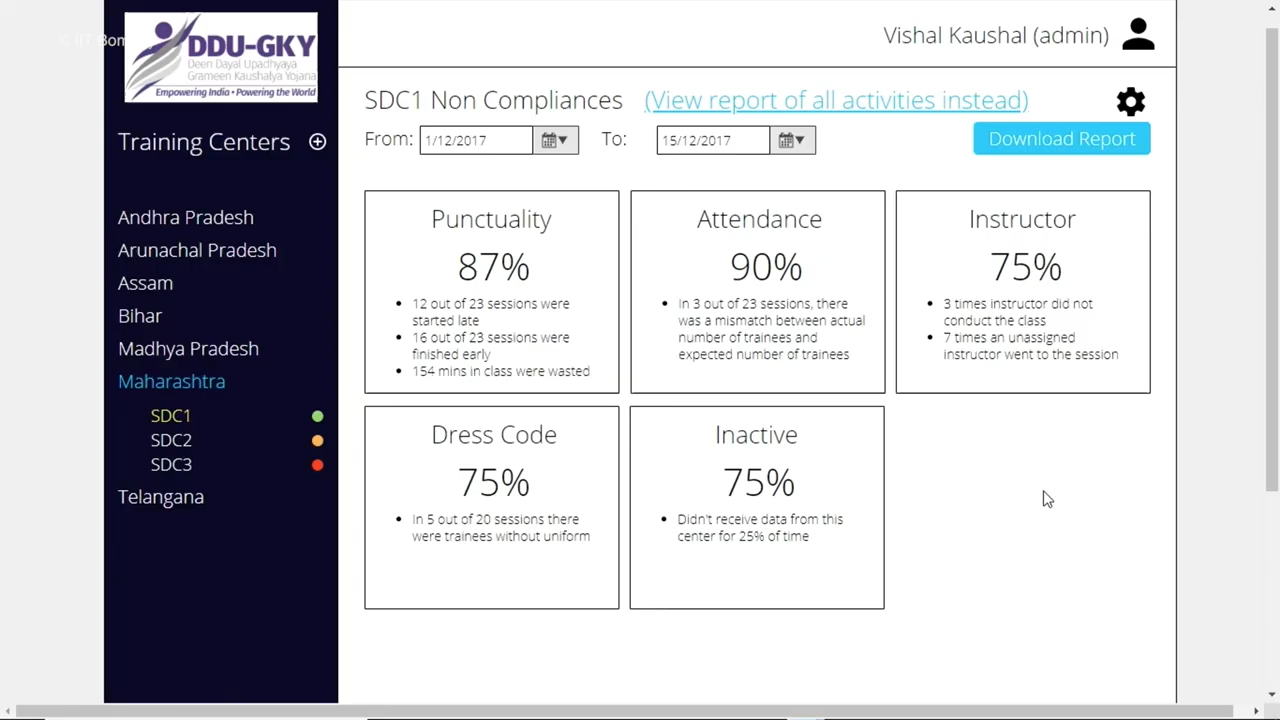 © IIT Bom
DDU-GKY
Deen Dayal Upadhyaya
Grameen Kaushalya Yojana
Empowering India • Powering the World
Vishal Kaushal (admin)
SDC1 Non Compliances (View report of all activities instead)
From: 1/12/2017 To: 15/12/2017 Download Report
Training Centers
Andhra Pradesh
Arunachal Pradesh
Assam
Bihar
Madhya Pradesh
Maharashtra
SDC1
SDC2
SDC3
Telangana
Punctuality
87%
• 12 out of 23 sessions were
started late
• 16 out of 23 sessions were
finished early
• 154 mins in class were wasted
Attendance
90%
• In 3 out of 23 sessions, there
was a mismatch between actual
number of trainees and
expected number of trainees
Instructor
75%
• 3 times instructor did not
conduct the class
• 7 times an unassigned
instructor went to the session
Dress Code
75%
• In 5 out of 20 sessions there
were trainees without uniform
Inactive
75%
• Didn't receive data from this
center for 25% of time